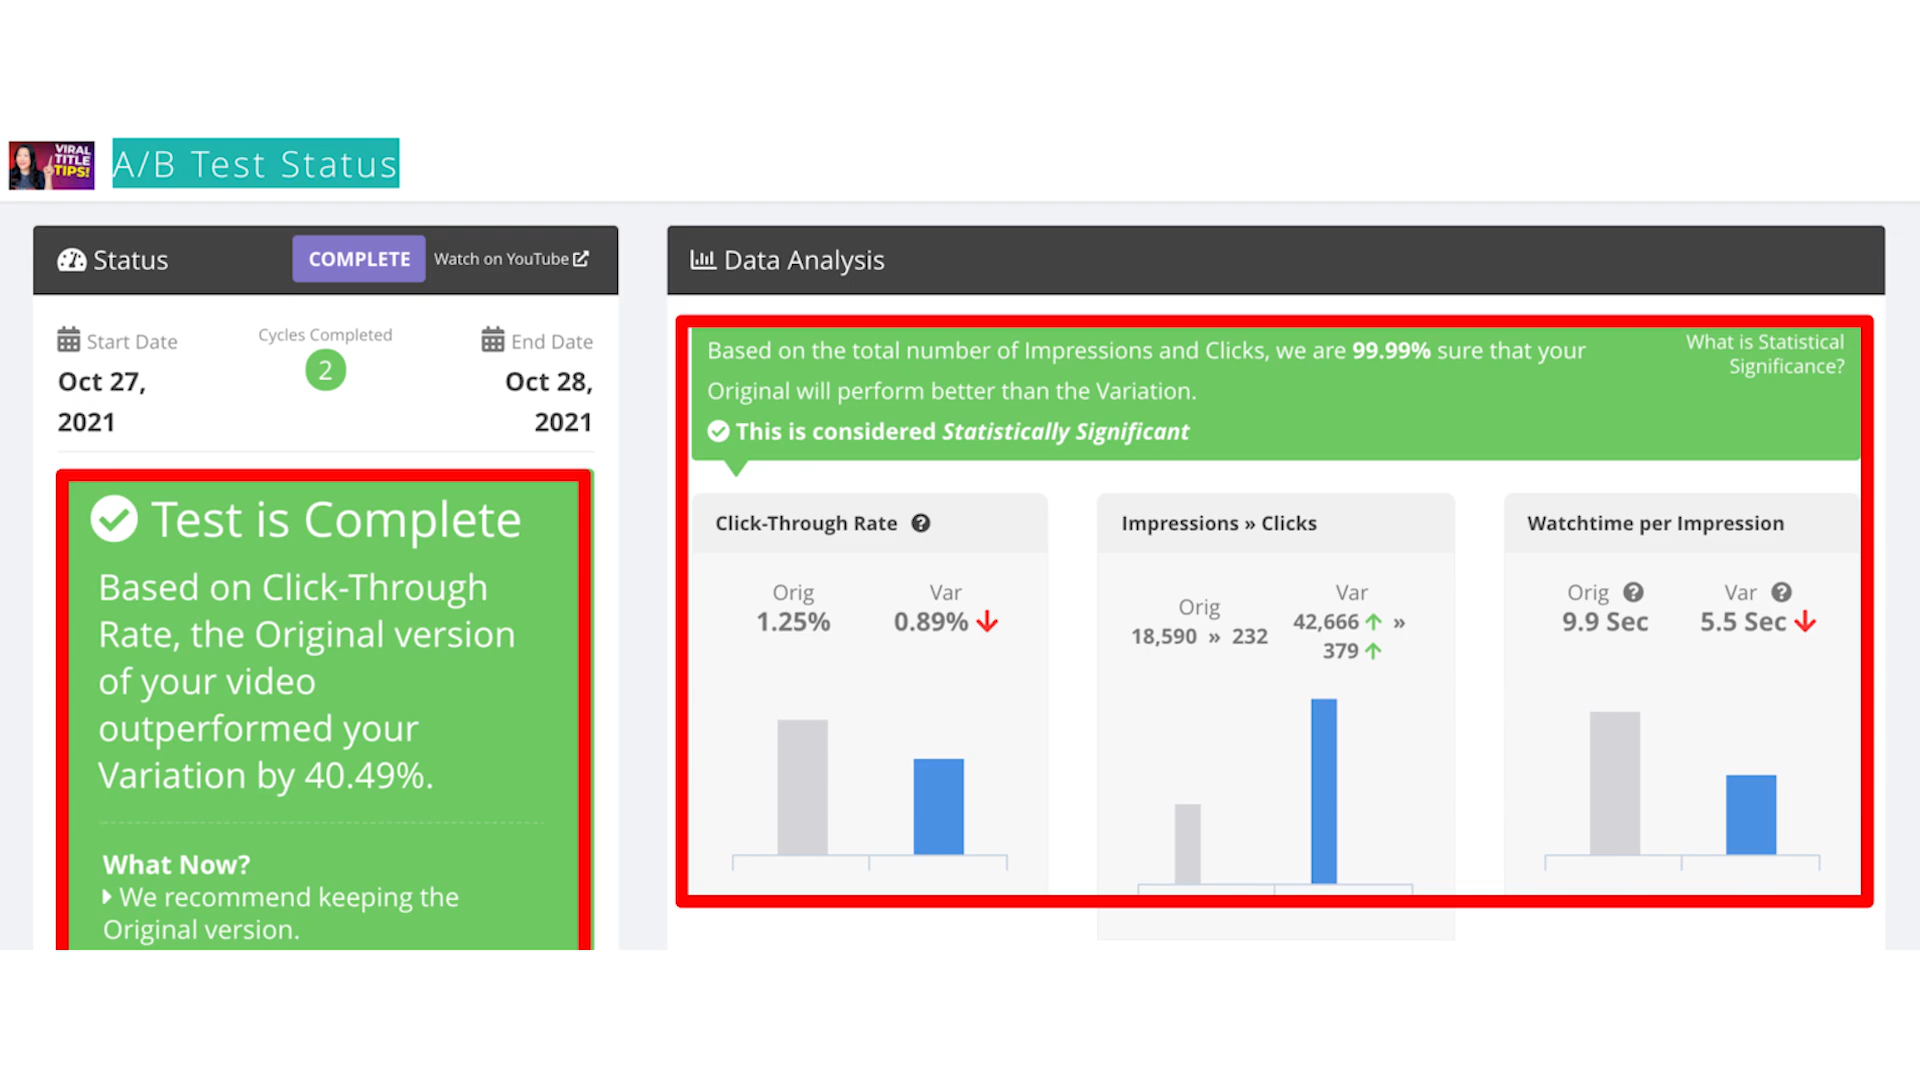 VIRAL
TITLE
TIPS!
A/B Test Status
Status
COMPLETE
Watch on YouTube
Start Date
Cycles Completed
End Date
Oct 27,
2021
2
Oct 28,
2021
Test is Complete
Based on Click-Through
Rate, the Original version
of your video
outperformed your
Variation by 40.49%.
What Now?
We recommend keeping the
Original version.
Data Analysis
Based on the total number of Impressions and Clicks, we are 99.99% sure that your
Original will perform better than the Variation.
This is considered Statistically Significant
What is Statistical
Significance?
Click-Through Rate ?
Orig
1.25%
Var
0.89%
Impressions » Clicks
Orig
18,590 » 232
Var
42,666 »
379
Watchtime per Impression
Orig ?
9.9 Sec
Var ?
5.5 Sec